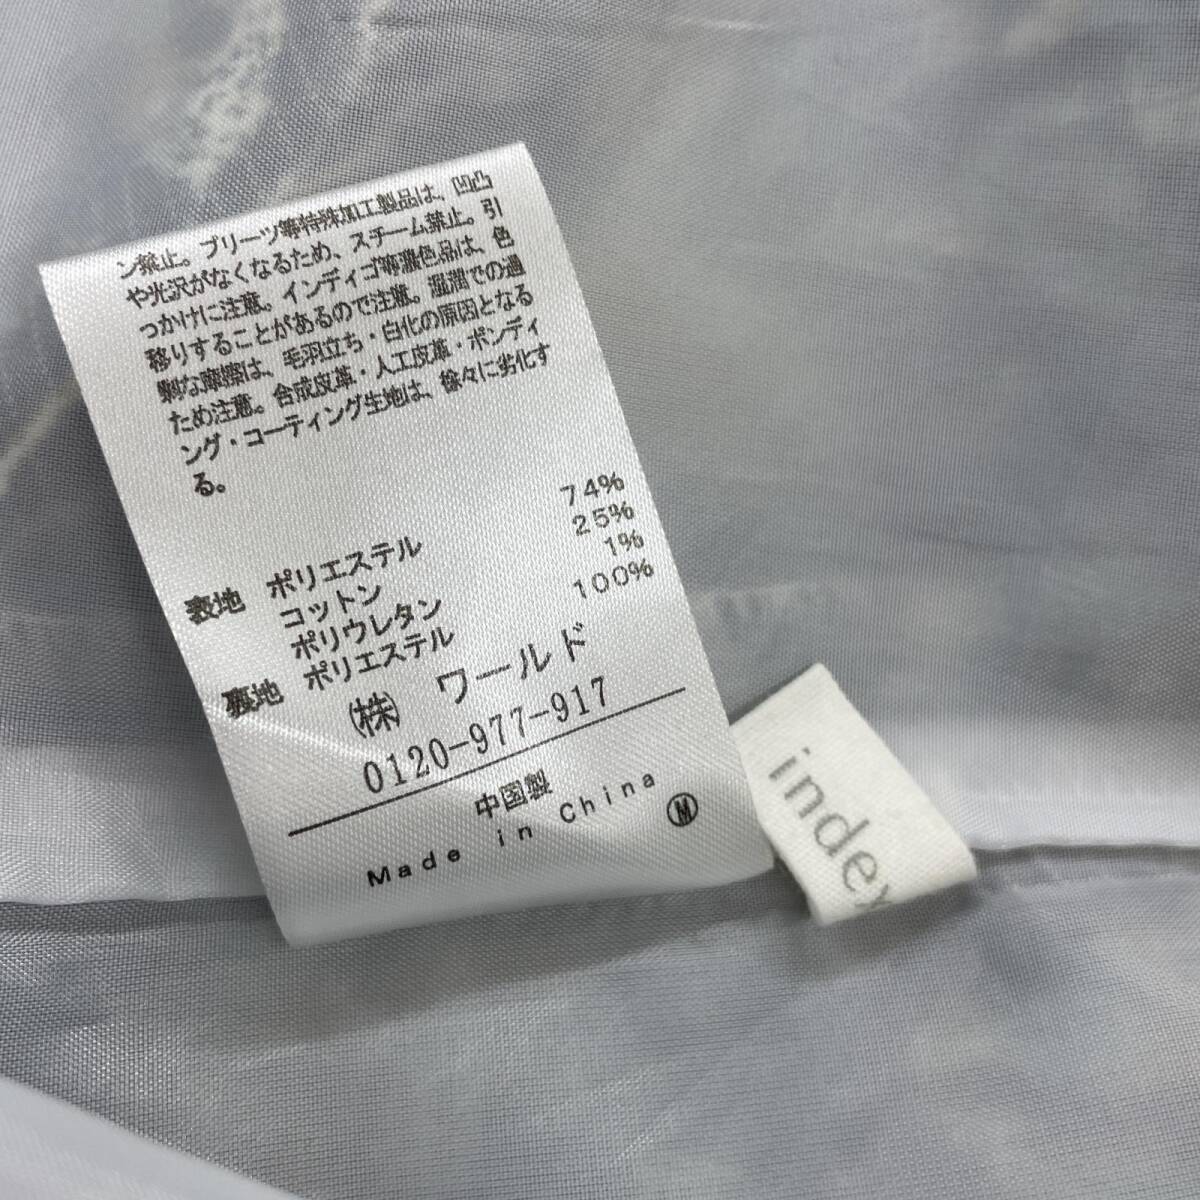 ン禁止。プリーツ等特殊加工製品は、凹凸
や光沢がなくなるため、スチーム禁止。引
っかけに注意。インディゴ等濃色品は、色
移りすることがあるので注意。湿潤での過
剰な摩擦は、毛羽立ち・白化の原因となる
ため注意。合成皮革・人工皮革・ボンディ
ング・コーティング生地は、徐々に劣化す
る。
表地 ポリエステル 74%
コットン 25%
ポリウレタン 1%
裏地 ポリエステル 100%
(株) ワールド
0120-977-917
中国製
Made in China
M
index